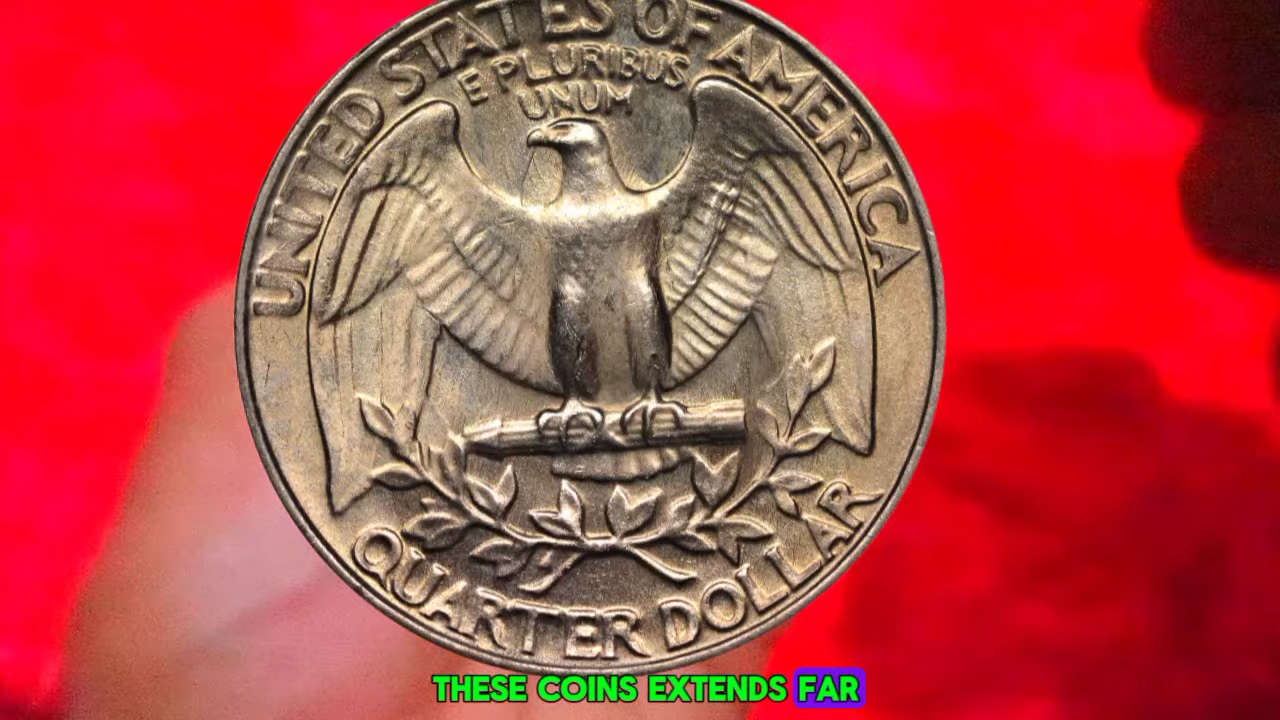 UNITED STATES OF AMERICA
E PLURIBUS
UNUM
QUARTER DOLLAR
THESE COINS EXTENDS FAR